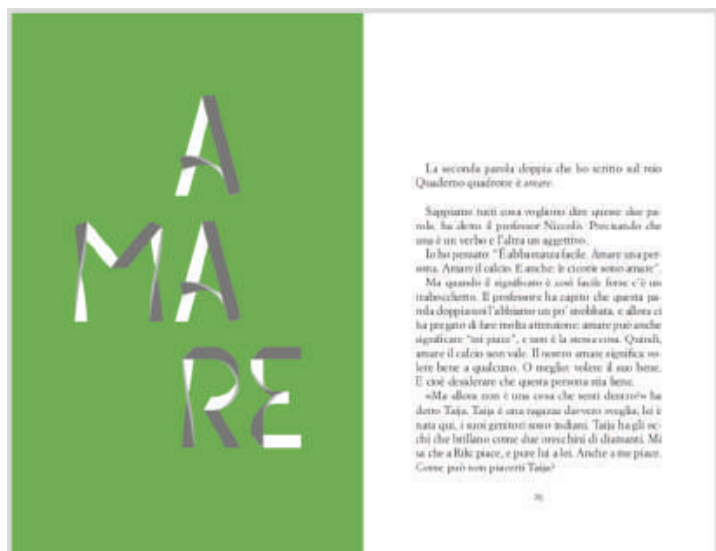 A
MA
RE
La seconda parola doppia che ho scritto sul mio
Quaderno quadrone è amare.
Sappiamo tutti cosa vogliono dire queste due pa-
role, ha detto il professor Niccolis. Precisando che
una è un verbo e l'altra un aggettivo.
Io ho pensato: "È abbastanza facile. Amare una per-
sona. Amare il calcio. E anche: le cicorie sono amare".
Ma quando il significato è così facile forse c'è un
trabocchetto. Il professore ha capito che questa pa-
rola doppia noi l'abbiamo un po' snobbata, e allora ci
ha pregato di fare molta attenzione: amare può anche
significare "mi piace", e non è la stessa cosa. Quindi,
amare il calcio non vale. Il nostro amare significa vo-
lere bene a qualcuno. O meglio: volere il suo bene.
E cioè desiderare che questa persona stia bene.
«Ma allora non è una cosa che senti dentro?» ha
detto Taija. Taija è una ragazza davvero sveglia, lei è
nata qui, i suoi genitori sono indiani. Taija ha gli oc-
chi che brillano come due orecchini di diamanti. Mi
sa che a Riki piace, e pure lui a lei. Anche a me piace.
Come può non piacerti Taija?